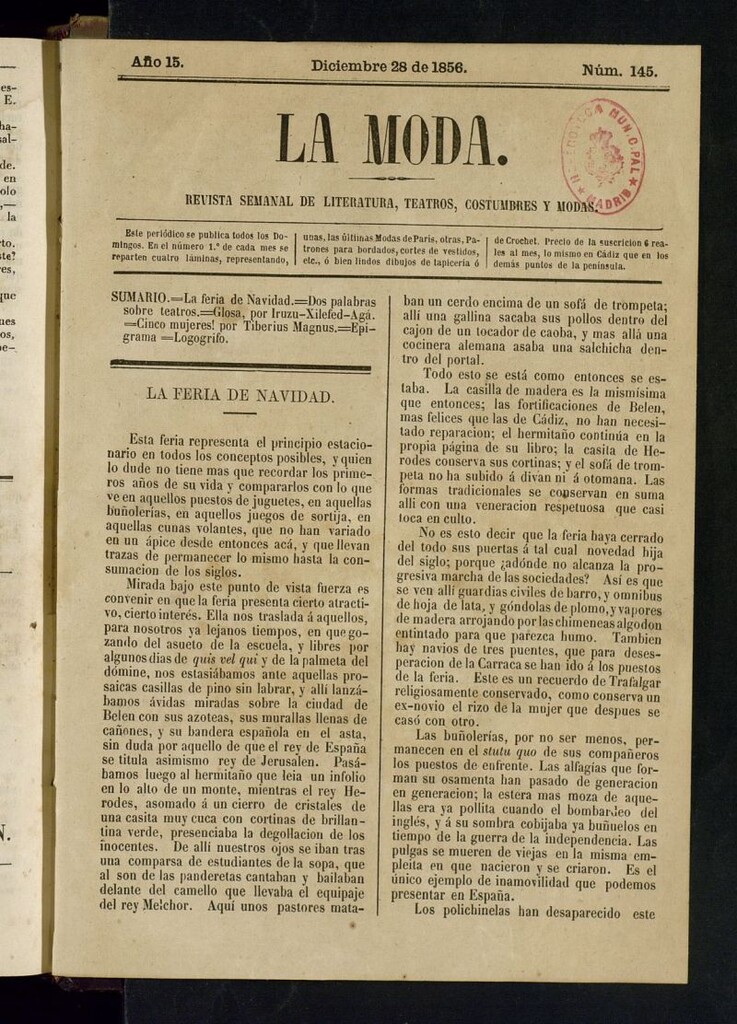 Año 15.
Diciembre 28 de 1856.
Núm. 145.
LA MODA.
HEMEROTECA MUNICIPAL
MADRID
REVISTA SEMANAL DE LITERATURA, TEATROS, COSTUMBRES Y MODAS.
Este periódico se publica todos los Do-
mingos. En el número 1.º de cada mes se
reparten cuatro láminas, representando,
unas, las últimas Modas de Paris, otras, Pa-
trones para bordados, cortes de vestidos,
etc., ó bien lindos dibujos de tapicería ó
de Crochet. Precio de la suscricion 6 rea-
les al mes, lo mismo en Cádiz que en los
demás puntos de la península.
SUMARIO.=La feria de Navidad.=Dos palabras
sobre teatros.=Glosa, por Iruzu-Xilefed-Agá.
=Cinco mujeres! por Tiberius Magnus.=Epi-
grama =Logogrifo.
LA FERIA DE NAVIDAD.
Esta feria representa el principio estacio-
nario en todos los conceptos posibles, y quien
lo dude no tiene mas que recordar los prime-
ros años de su vida y compararlos con lo que
ve en aquellos puestos de juguetes, en aquellas
buñolerías, en aquellos juegos de sortija, en
aquellas cunas volantes, que no han variado
en un ápice desde entonces acá, y que llevan
trazas de permanecer lo mismo hasta la con-
sumacion de los siglos.
Mirada bajo este punto de vista fuerza es
convenir en que la feria presenta cierto atracti-
vo, cierto interés. Ella nos traslada á aquellos,
para nosotros ya lejanos tiempos, en que go-
zando del asueto de la escuela, y libres por
algunos dias de quis vel qui y de la palmeta del
dómine, nos estasiábamos ante aquellas pro-
saicas casillas de pino sin labrar, y allí lanzá-
bamos ávidas miradas sobre la ciudad de
Belen con sus azoteas, sus murallas llenas de
cañones, y su bandera española en el asta,
sin duda por aquello de que el rey de España
se titula asimismo rey de Jerusalen. Pasá-
bamos luego al hermitaño que leia un infolio
en lo alto de un monte, mientras el rey He-
rodes, asomado á un cierro de cristales de
una casita muy cuca con cortinas de brillan-
tina verde, presenciaba la degollacion de los
inocentes. De allí nuestros ojos se iban tras
una comparsa de estudiantes de la sopa, que
al son de las panderetas cantaban y bailaban
delante del camello que llevaba el equipaje
del rey Melchor. Aquí unos pastores mata-
ban un cerdo encima de un sofá de trompeta;
allí una gallina sacaba sus pollos dentro del
cajon de un tocador de caoba, y mas allá una
cocinera alemana asaba una salchicha den-
tro del portal.
Todo esto se está como entonces se es-
taba. La casilla de madera es la mismísima
que entonces; las fortificaciones de Belen,
mas felices que las de Cádiz, no han necesi-
tado reparacion; el hermitaño continúa en la
propia página de su libro; la casita de He-
rodes conserva sus cortinas; y el sofá de trom-
peta no ha subido á divan ni á otomana. Las
formas tradicionales se conservan en suma
allí con una veneracion respetuosa que casi
toca en culto.
No es esto decir que la feria haya cerrado
del todo sus puertas á tal cual novedad hija
del siglo; porque ¿adónde no alcanza la pro-
gresiva marcha de las sociedades? Así es que
se ven allí guardias civiles de barro, y omnibus
de hoja de lata, y góndolas de plomo, y vapores
de madera arrojando por las chimeneas algodon
entintado para que parezca humo. Tambien
hay navios de tres puentes, que para deses-
peracion de la Carraca se han ido á los puestos
de la feria. Este es un recuerdo de Trafalgar
religiosamente conservado, como conserva un
ex-novio el rizo de la mujer que despues se
casó con otro.
Las buñolerías, por no ser menos, per-
manecen en el statu quo de sus compañeros
los puestos de enfrente. Las alfagías que for-
man su osamenta han pasado de generacion
en generacion; la estera mas moza de aque-
llas era ya pollita cuando el bombardeo del
inglés, y á su sombra cobijaba ya buñuelos en
tiempo de la guerra de la independencia. Las
pulgas se mueren de viejas en la misma em-
pleita en que nacieron y se criaron. Es el
único ejemplo de inamovilidad que podemos
presentar en España.
Los polichinelas han desaparecido este